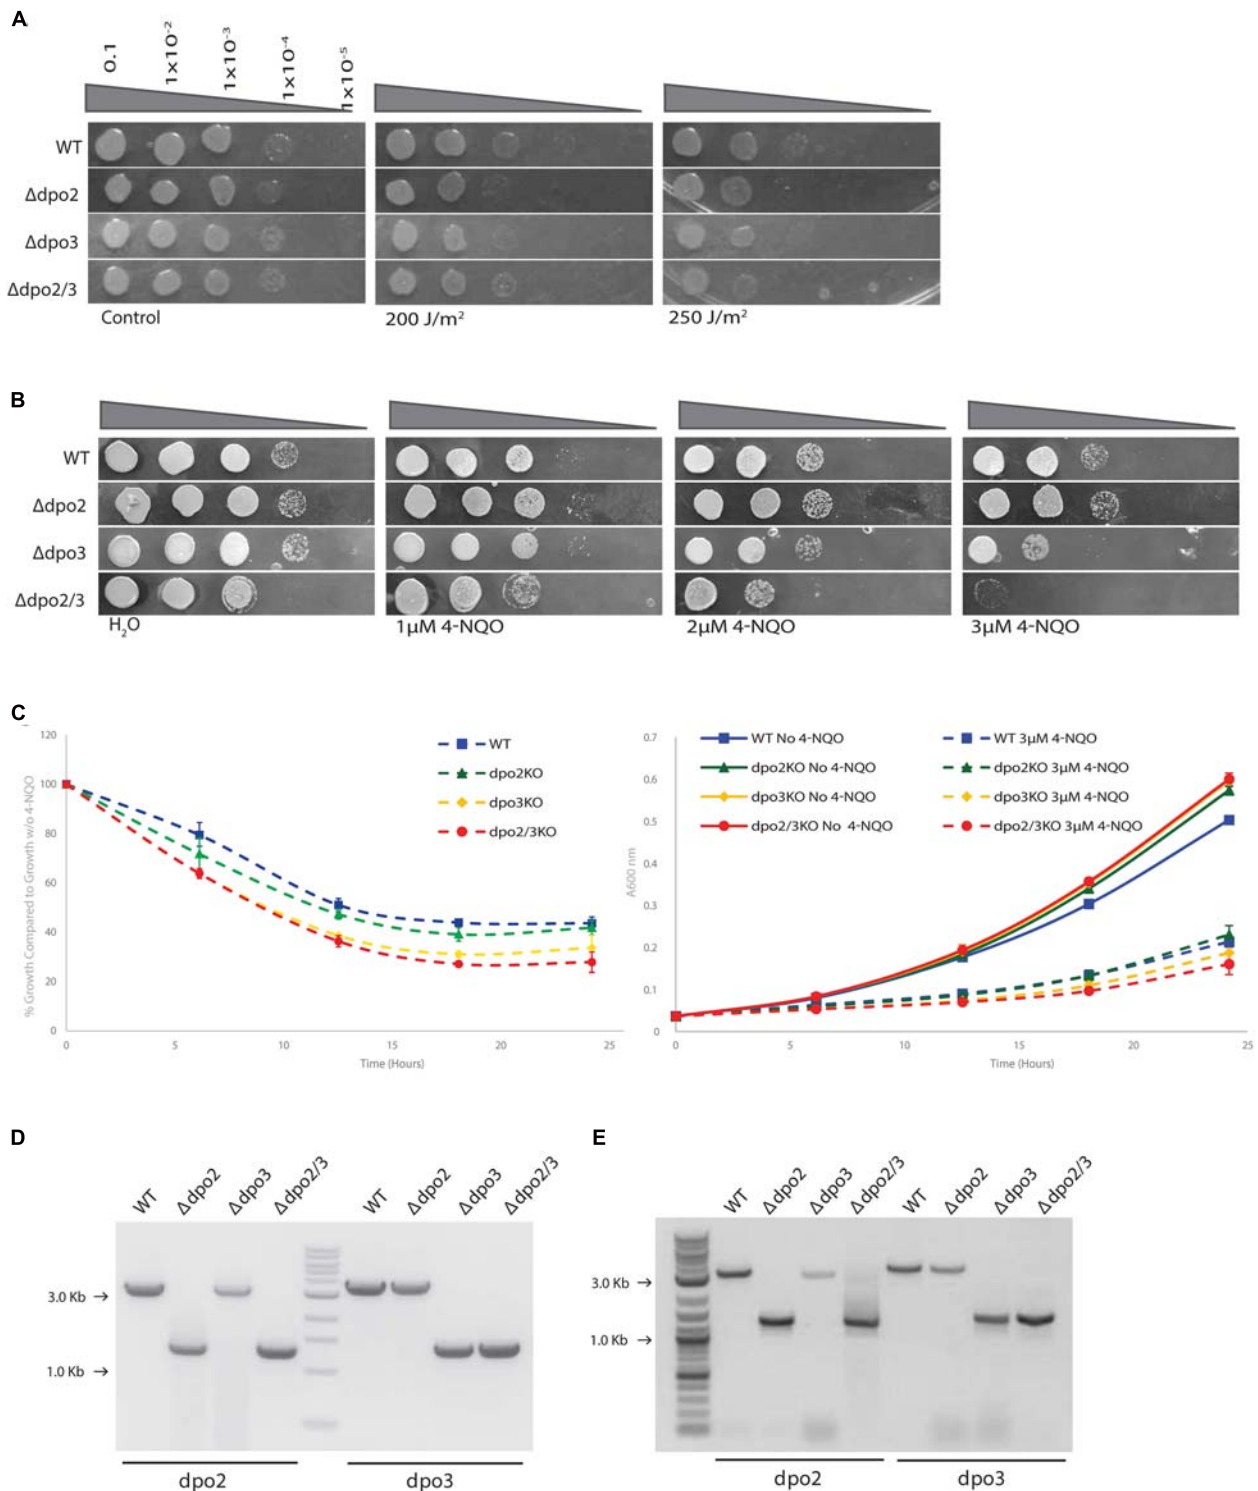 A
0.1
1×10⁻²
1×10⁻³
1×10⁻⁴
1×10⁻⁵
WT
Δdpo2
Δdpo3
Δdpo2/3
Control
200 J/m²
250 J/m²
B
WT
Δdpo2
Δdpo3
Δdpo2/3
H₂O
1µM 4-NQO
2µM 4-NQO
3µM 4-NQO
C
% Growth Compared to Growth w/o 4-NQO
120
100
80
60
40
20
0
0
5
10
15
20
25
Time (Hours)
WT
dpo2KO
dpo3KO
dpo2/3KO
A600 nm
0.7
0.6
0.5
0.4
0.3
0.2
0.1
0
0
5
10
15
20
25
Time (Hours)
WT No 4-NQO
dpo2KO No 4-NQO
dpo3KO No 4-NQO
dpo2/3KO No 4-NQO
WT 3µM 4-NQO
dpo2KO 3µM 4-NQO
dpo3KO 3µM 4-NQO
dpo2/3KO 3µM 4-NQO
D
WT
Δdpo2
Δdpo3
Δdpo2/3
WT
Δdpo2
Δdpo3
Δdpo2/3
3.0 Kb →
1.0 Kb →
dpo2
dpo3
E
WT
Δdpo2
Δdpo3
Δdpo2/3
WT
Δdpo2
Δdpo3
Δdpo2/3
3.0 Kb →
1.0 Kb →
dpo2
dpo3